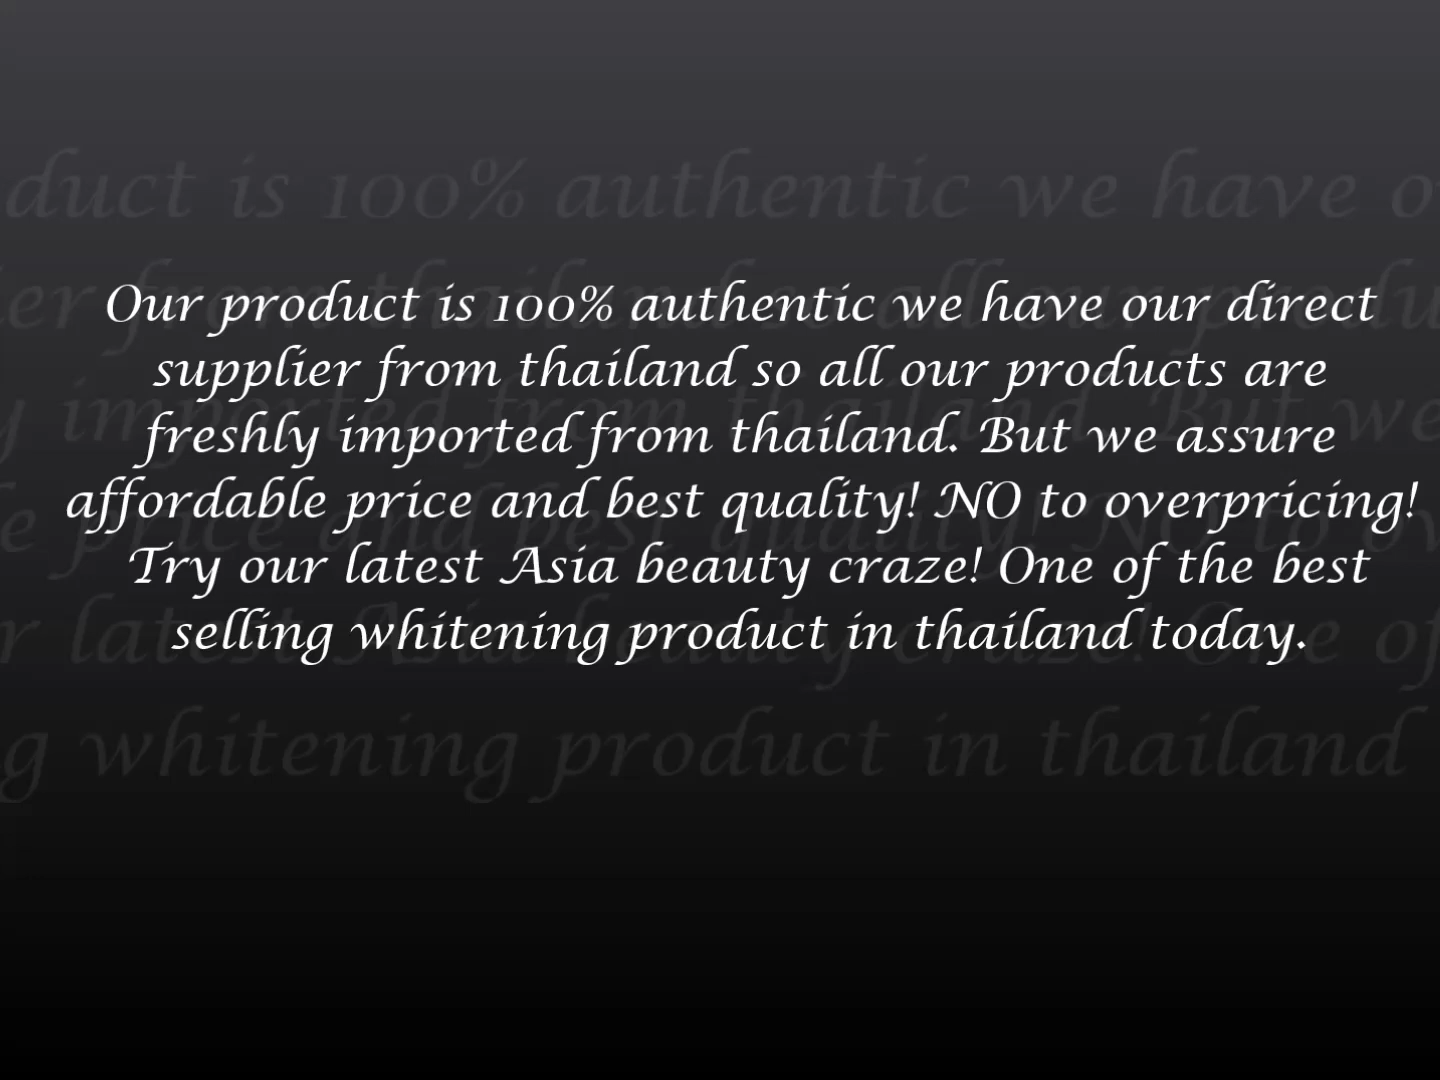 Our product is 100% authentic we have our direct
supplier from thailand so all our products are
freshly imported from thailand. But we assure
affordable price and best quality! NO to overpricing!
Try our latest Asia beauty craze! One of the best
selling whitening product in thailand today.